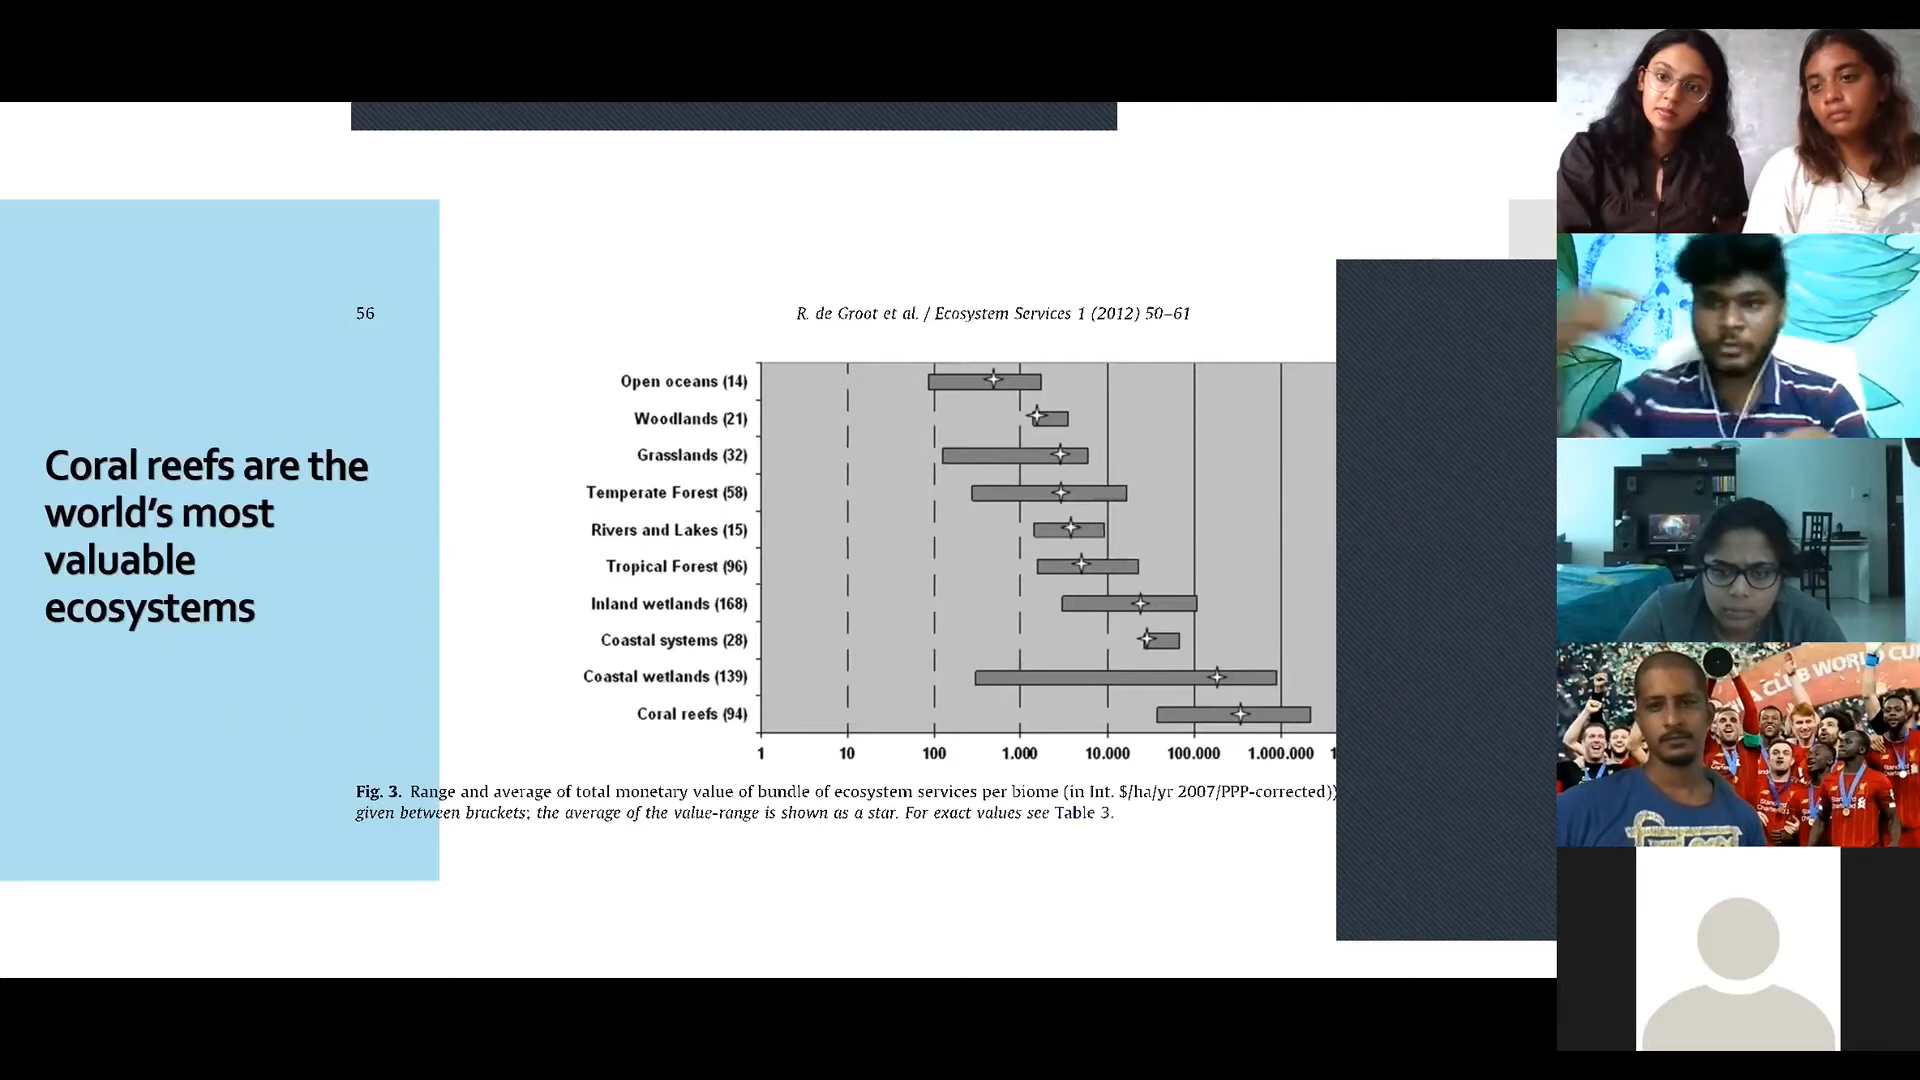 Coral reefs are the
world's most
valuable
ecosystems
56
R. de Groot et al. / Ecosystem Services 1 (2012) 50–61
Open oceans (14)
Woodlands (21)
Grasslands (32)
Temperate Forest (58)
Rivers and Lakes (15)
Tropical Forest (96)
Inland wetlands (168)
Coastal systems (28)
Coastal wetlands (139)
Coral reefs (94)
1 10 100 1.000 10.000 100.000 1.000.000 1
Fig. 3. Range and average of total monetary value of bundle of ecosystem services per biome (in Int. $/ha/yr 2007/PPP-corrected))
given between brackets; the average of the value-range is shown as a star. For exact values see Table 3.
A CLUB WORLD CU